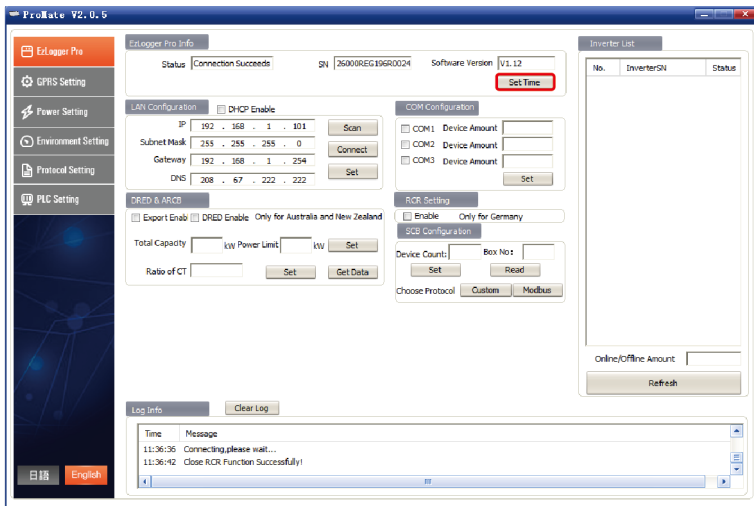 ProMate V2.0.5
EzLogger Pro
GPRS Setting
Power Setting
Environment Setting
Protocol Setting
PLC Setting
日語 English
EzLogger Pro Info
Status Connection Succeeds SN 26000REG196R0024 Software Version V1.12
Set Time
LAN Configuration DHCP Enable
IP 192 . 168 . 1 . 101 Scan
Subnet Mask 255 . 255 . 255 . 0
Connect
Gateway 192 . 168 . 1 . 254
Set
DNS 208 . 67 . 222 . 222
COM Configuration
COM1 Device Amount
COM2 Device Amount
COM3 Device Amount
Set
DRED & ARCB
Export Enabl DRED Enable Only for Australia and New Zealand
Total Capacity kW Power Limit kW Set
Ratio of CT Set Get Data
RCR Setting
Enable Only for Germany
SCB Configuration
Device Count: Box No:
Set Read
Choose Protocol Custom Modbus
Inverter List
No. InverterSN Status
Online/Offline Amount
Refresh
Log Info Clear Log
Time Message
11:36:36 Connecting,please wait...
11:36:42 Close RCR Function Successfully!